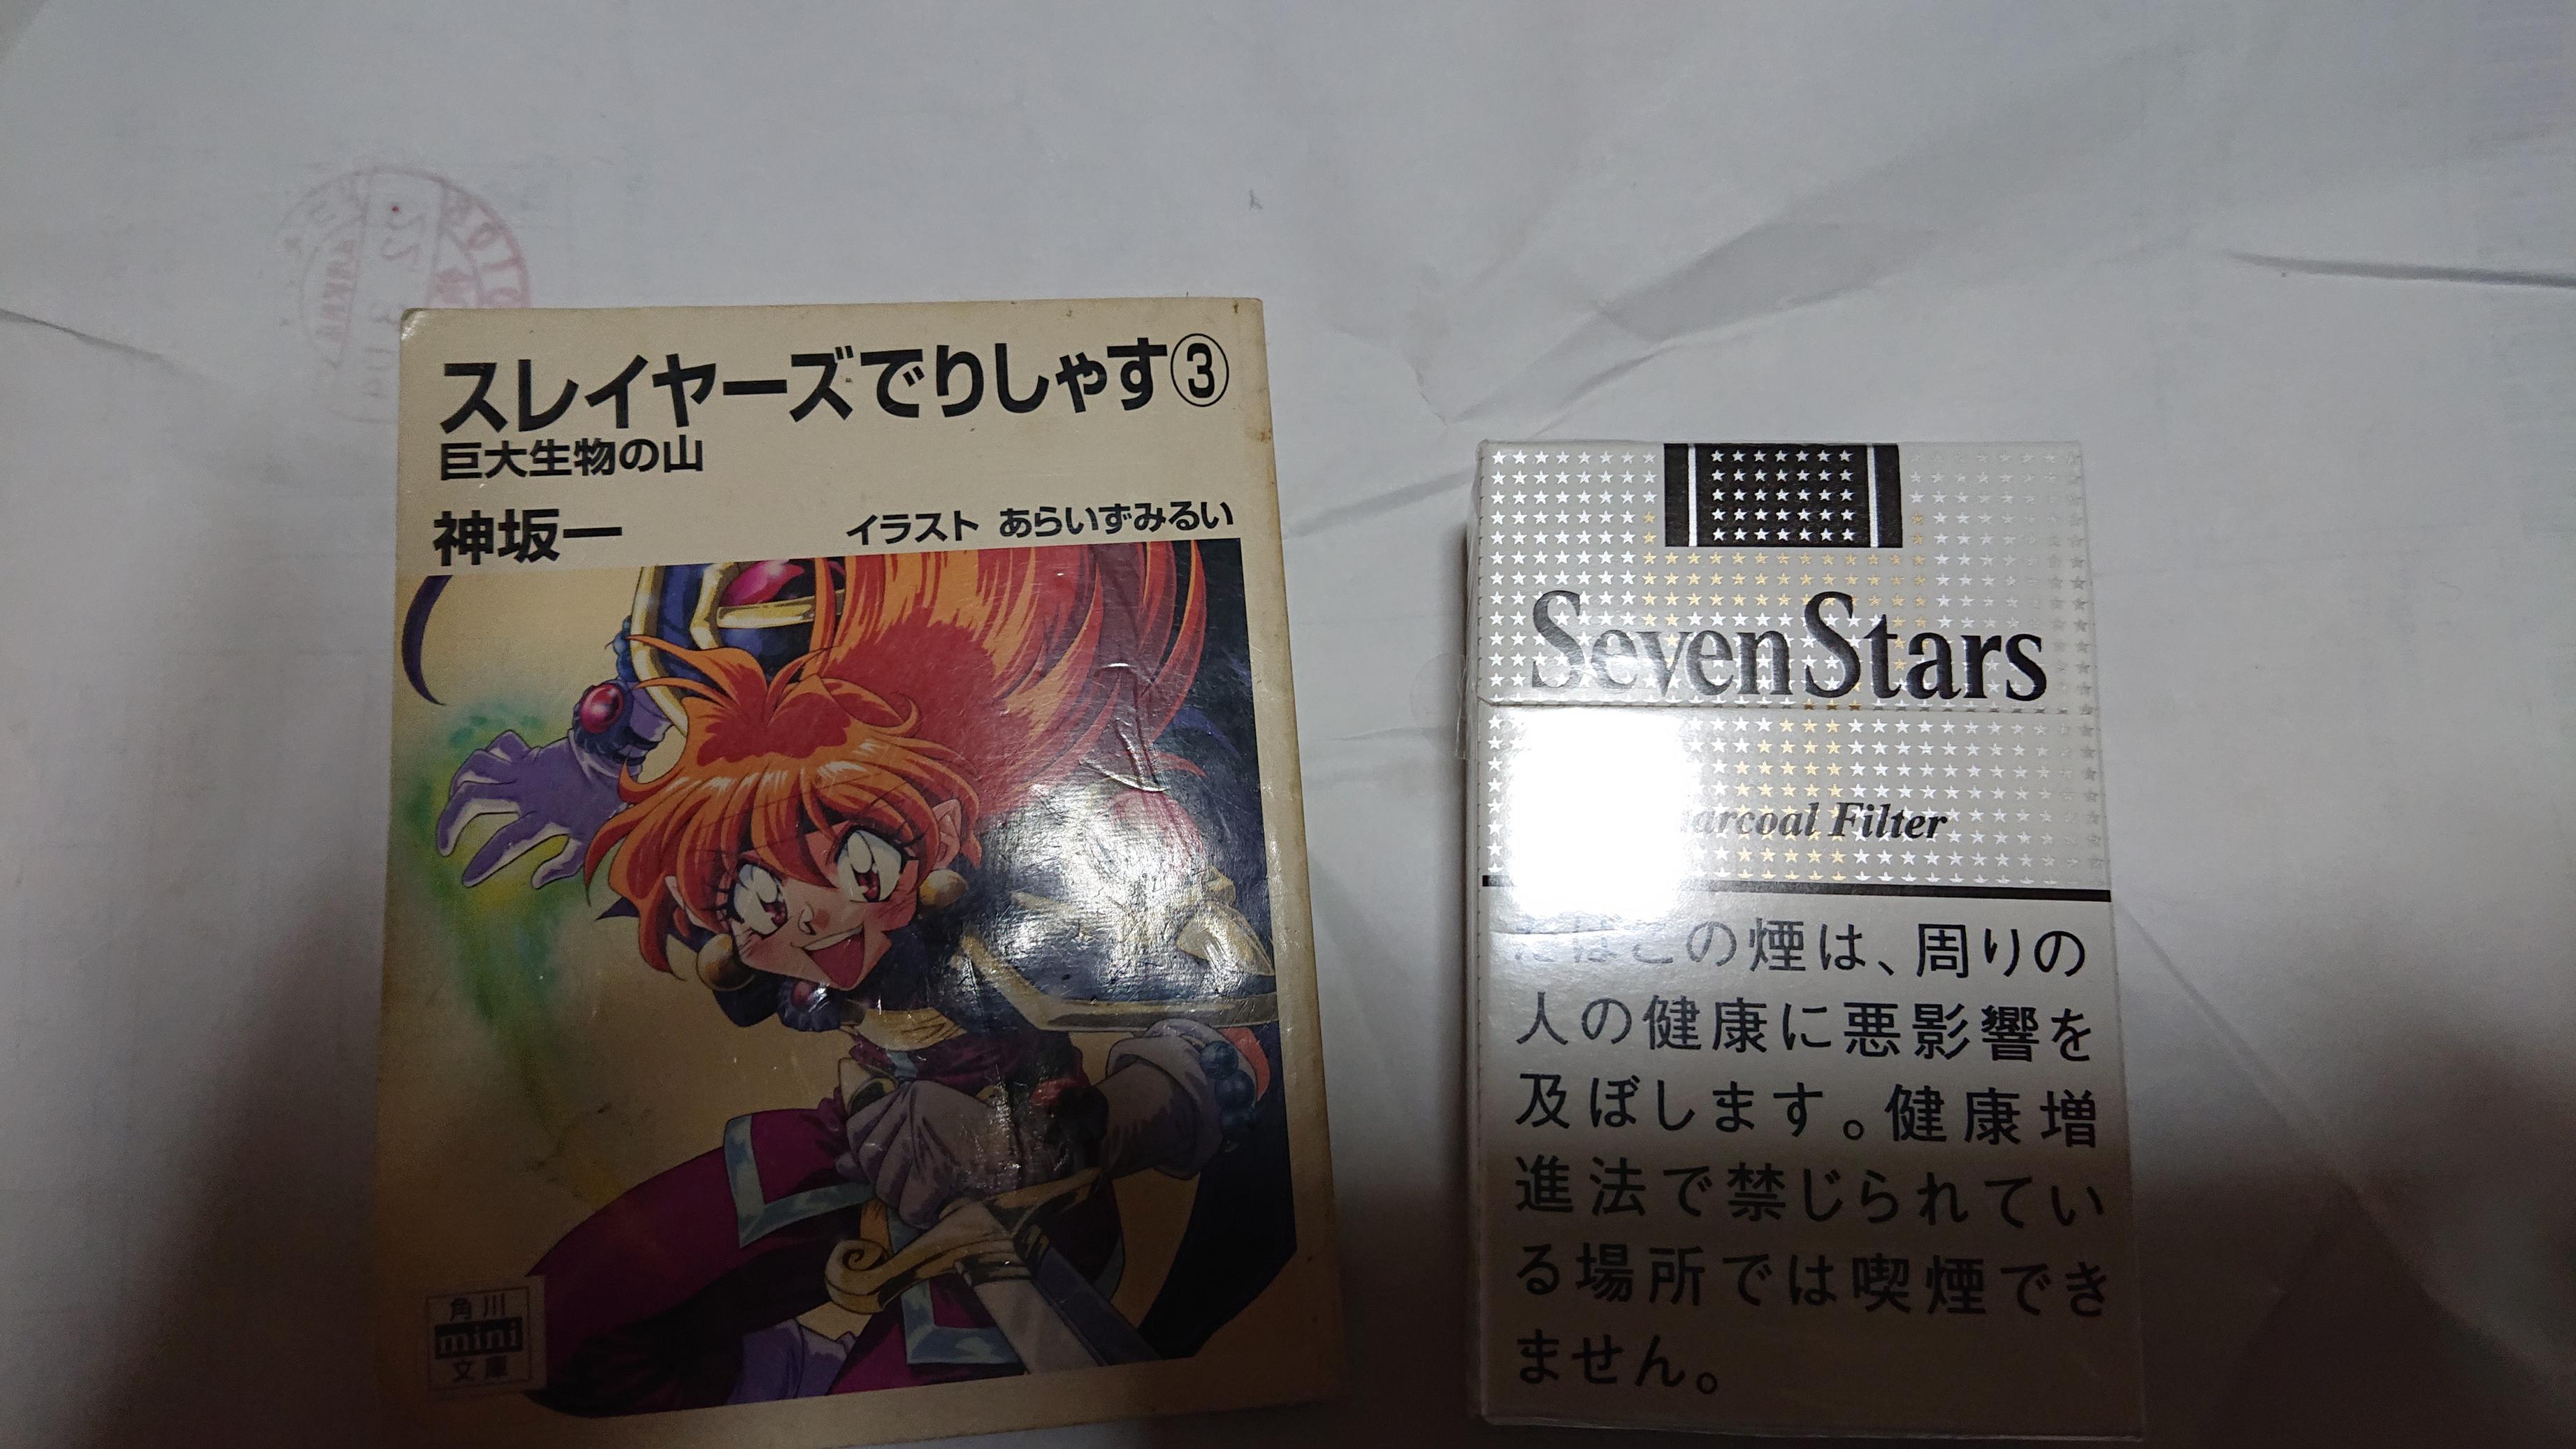 スレイヤーズでりしゃす③
巨大生物の山
神坂一
イラスト あらいずみるい
角川
mini
文庫
SevenStars
Filter
の煙は、周りの
人の健康に悪影響を
及ぼします。健康増
進法で禁じられてい
る場所では喫煙でき
ません。